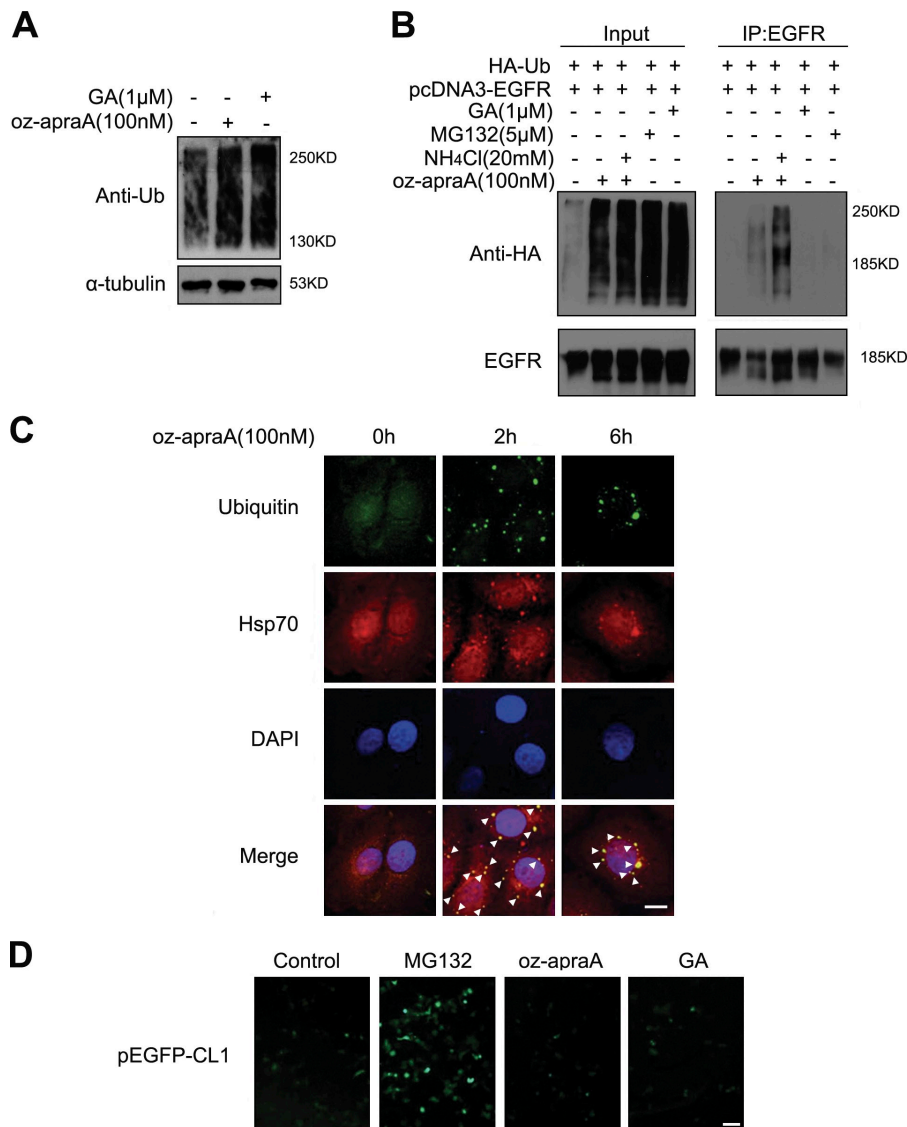 A
GA(1μM) - - +
oz-apraA(100nM) - + -
Anti-Ub
250KD
130KD
α-tubulin
53KD
B
Input IP:EGFR
HA-Ub + + + + + + + + + +
pcDNA3-EGFR + + + + + + + + + +
GA(1μM) - - - - + - - - + -
MG132(5μM) - - - + - - - - - +
NH₄Cl(20mM) - - + - - - - + - -
oz-apraA(100nM) - + + - - - + + - -
Anti-HA
250KD
185KD
EGFR
185KD
C
oz-apraA(100nM) 0h 2h 6h
Ubiquitin
Hsp70
DAPI
Merge
D
Control MG132 oz-apraA GA
pEGFP-CL1